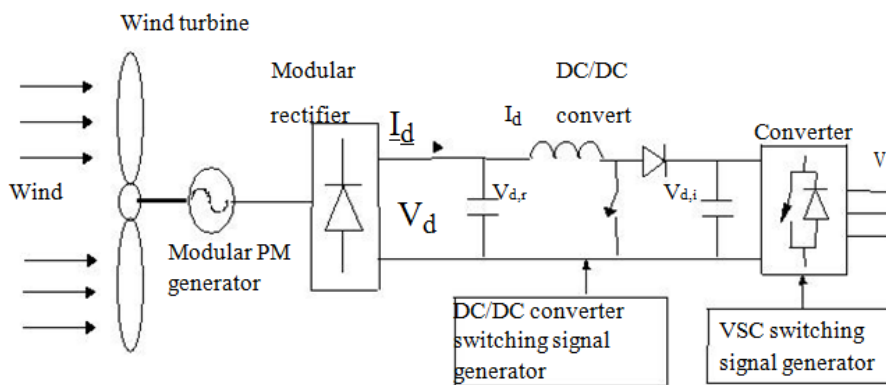 Wind turbine
Modular
rectifier
DC/DC
convert
I_d
I_d
Converter
V
Wind
V_d
V_d,r
V_d,i
Modular PM
generator
DC/DC converter
switching signal
generator
VSC switching
signal generator